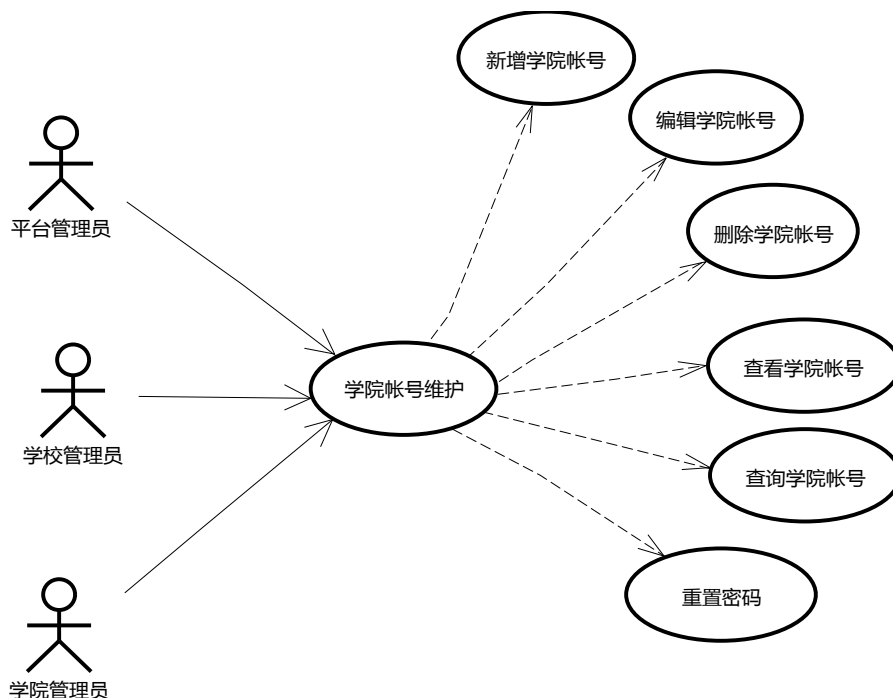 新增学院帐号
编辑学院帐号
平台管理员
删除学院帐号
查看学院帐号
学院帐号维护
学校管理员
查询学院帐号
重置密码
学院管理员